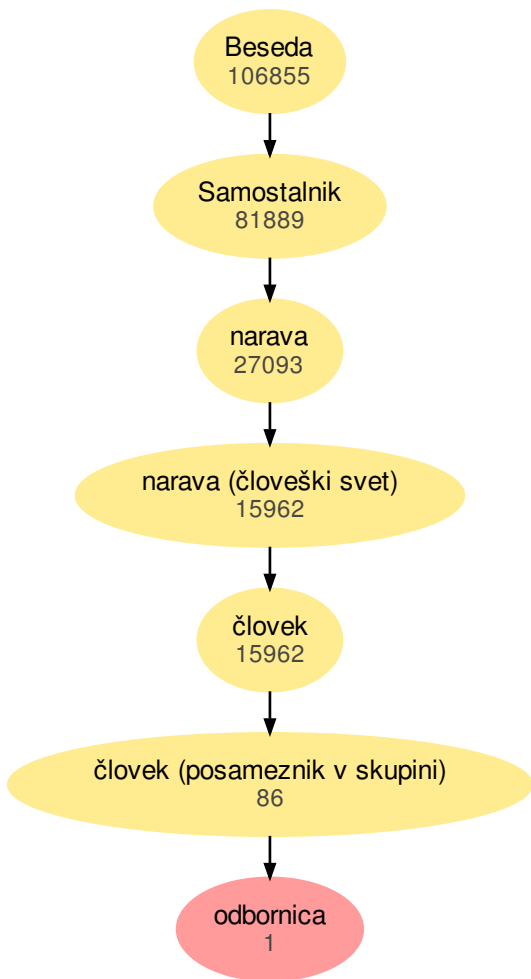 Beseda
106855
Samostalnik
81889
narava
27093
narava (človeški svet)
15962
človek
15962
človek (posameznik v skupini)
86
odbornica
1